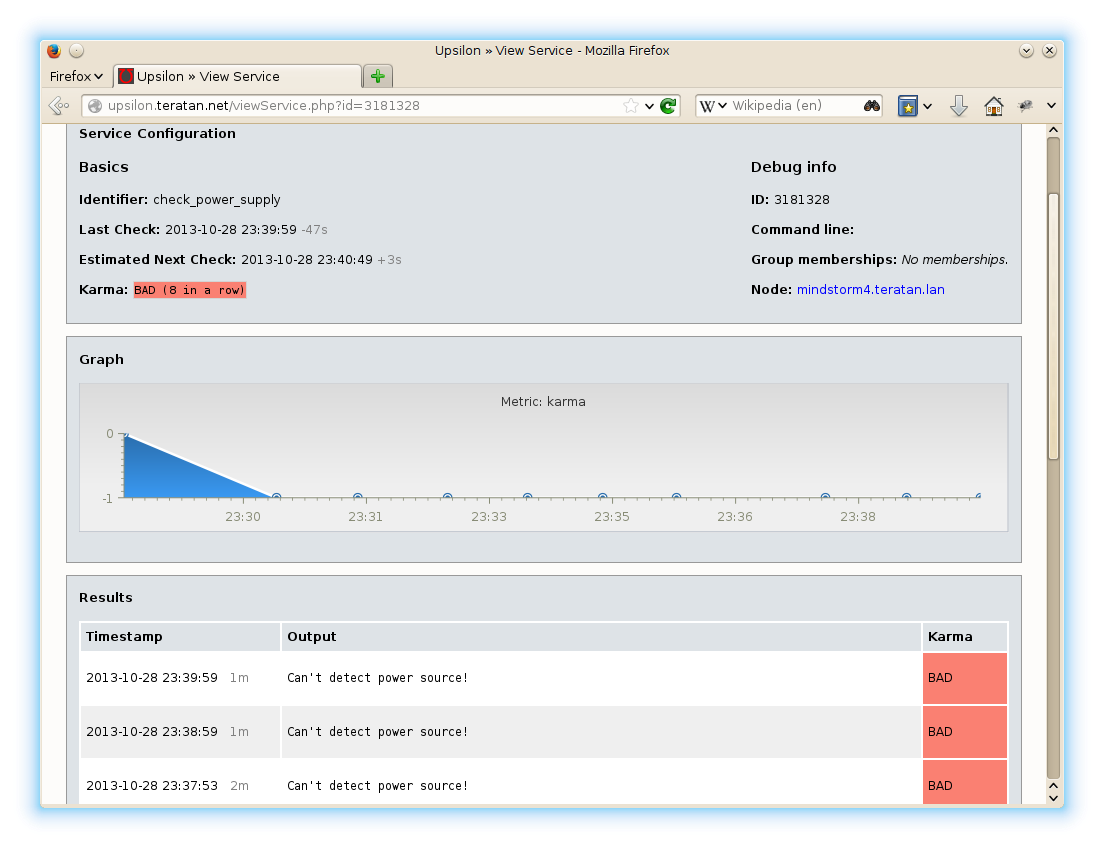 Upsilon » View Service - Mozilla Firefox
Firefox
Upsilon » View Service
upsilon.teratan.net/viewService.php?id=3181328
W Wikipedia (en)
Service Configuration
Basics
Debug info
Identifier: check_power_supply
ID: 3181328
Last Check: 2013-10-28 23:39:59 -47s
Command line:
Estimated Next Check: 2013-10-28 23:40:49 +3s
Group memberships: No memberships.
Karma: BAD (8 in a row)
Node: mindstorm4.teratan.lan
Graph
Metric: karma
0
-1
23:30 23:31 23:33 23:35 23:36 23:38
Results
Timestamp Output Karma
2013-10-28 23:39:59 1m Can't detect power source! BAD
2013-10-28 23:38:59 1m Can't detect power source! BAD
2013-10-28 23:37:53 2m Can't detect power source! BAD